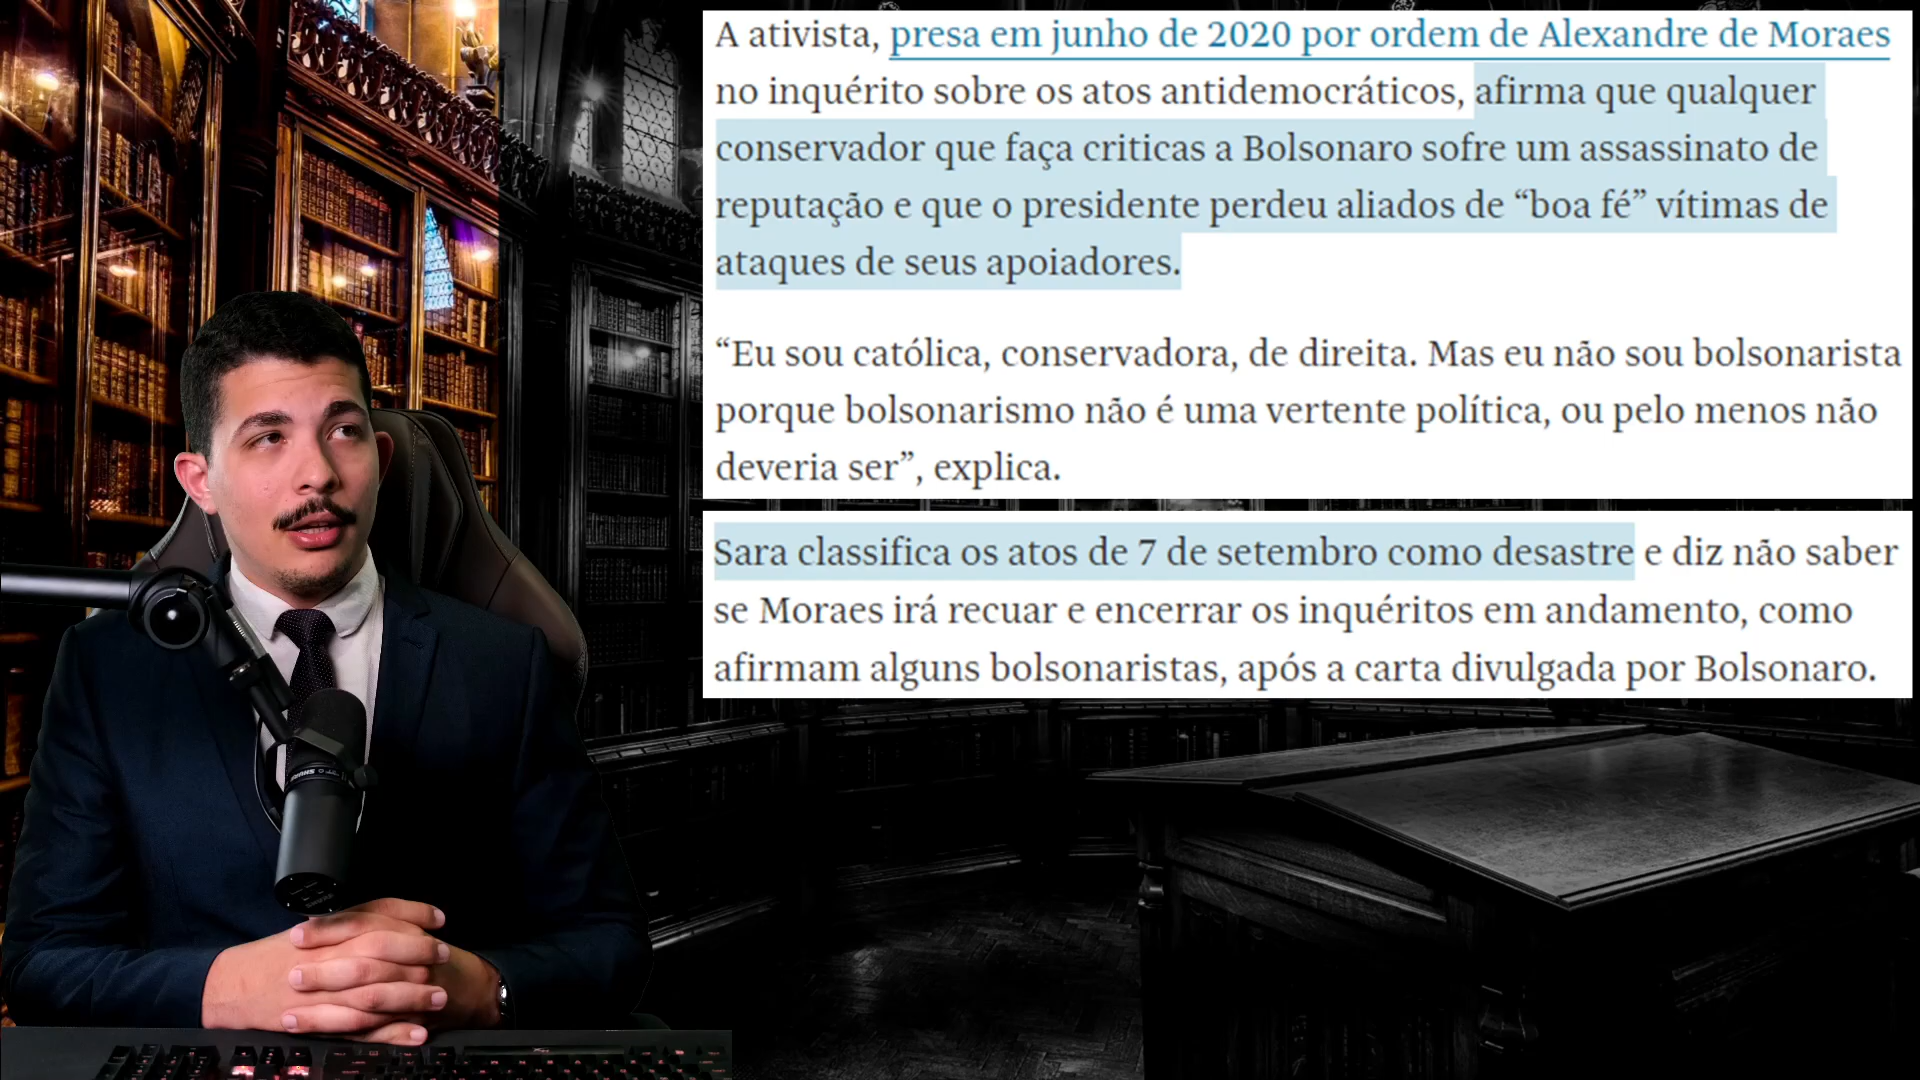 A ativista, presa em junho de 2020 por ordem de Alexandre de Moraes
no inquérito sobre os atos antidemocráticos, afirma que qualquer
conservador que faça criticas a Bolsonaro sofre um assassinato de
reputação e que o presidente perdeu aliados de “boa fé” vítimas de
ataques de seus apoiadores.
“Eu sou católica, conservadora, de direita. Mas eu não sou bolsonarista
porque bolsonarismo não é uma vertente política, ou pelo menos não
deveria ser”, explica.
Sara classifica os atos de 7 de setembro como desastre e diz não saber
se Moraes irá recuar e encerrar os inquéritos em andamento, como
afirmam alguns bolsonaristas, após a carta divulgada por Bolsonaro.
SHURE